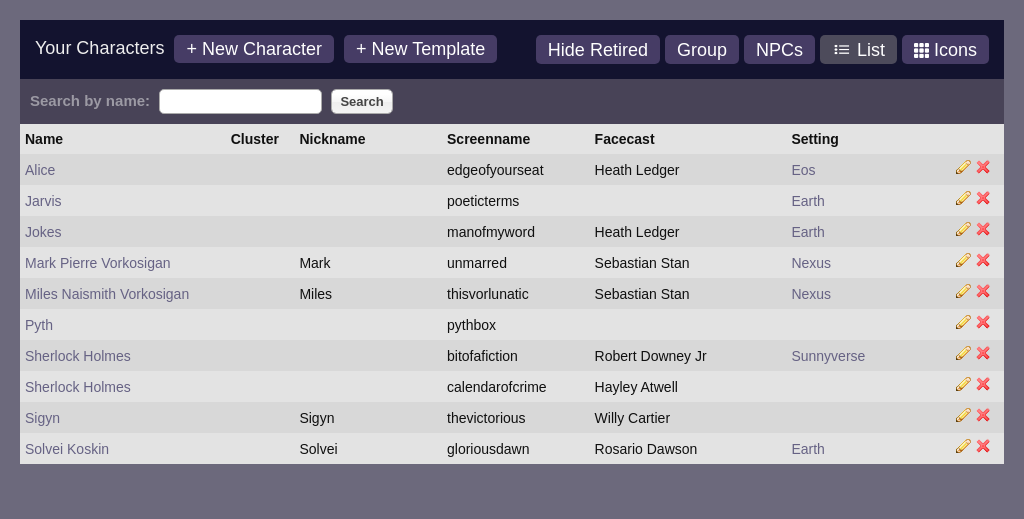 Your Characters + New Character + New Template Hide Retired Group NPCs List Icons
Search by name: Search
Name Cluster Nickname Screenname Facecast Setting
Alice edgeofyourseat Heath Ledger Eos
Jarvis poeticterms Earth
Jokes manofmyword Heath Ledger Earth
Mark Pierre Vorkosigan Mark unmarred Sebastian Stan Nexus
Miles Naismith Vorkosigan Miles thisvorlunatic Sebastian Stan Nexus
Pyth pythbox
Sherlock Holmes bitofafiction Robert Downey Jr Sunnyverse
Sherlock Holmes calendarofcrime Hayley Atwell
Sigyn Sigyn thevictorious Willy Cartier
Solvei Koskin Solvei gloriousdawn Rosario Dawson Earth